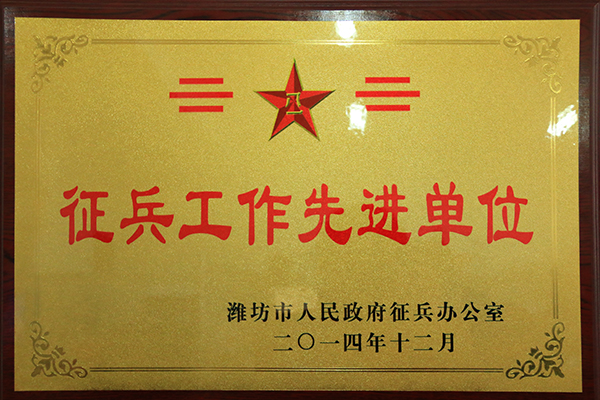 征兵工作先进单位
潍坊市人民政府征兵办公室
二〇一四年十二月